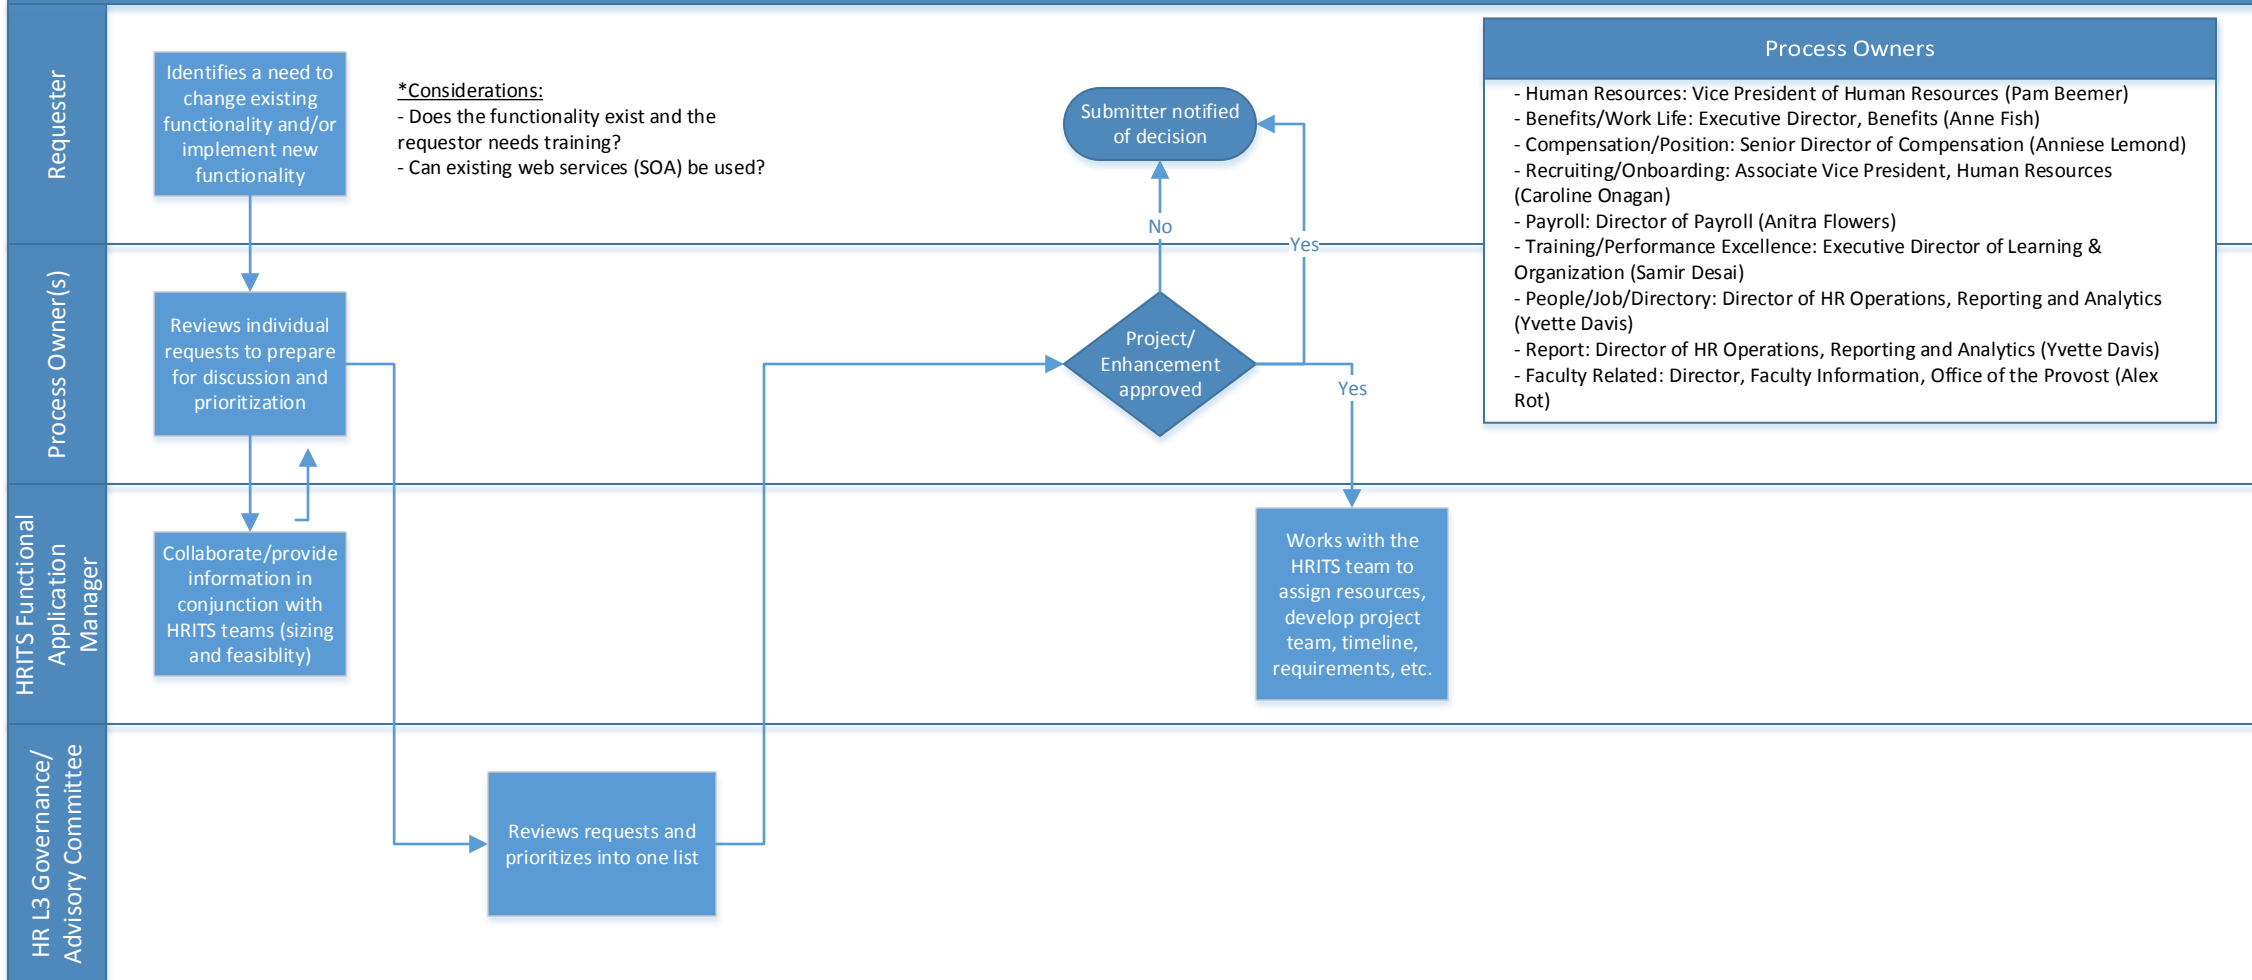 Requester
Identifies a need to
change existing
functionality and/or
implement new
functionality
*Considerations:
- Does the functionality exist and the
requestor needs training?
- Can existing web services (SOA) be used?
Submitter notified
of decision
No
Yes
Process Owners
- Human Resources: Vice President of Human Resources (Pam Beemer)
- Benefits/Work Life: Executive Director, Benefits (Anne Fish)
- Compensation/Position: Senior Director of Compensation (Anniese Lemond)
- Recruiting/Onboarding: Associate Vice President, Human Resources
(Caroline Onagan)
- Payroll: Director of Payroll (Anitra Flowers)
- Training/Performance Excellence: Executive Director of Learning &
Organization (Samir Desai)
- People/Job/Directory: Director of HR Operations, Reporting and Analytics
(Yvette Davis)
- Report: Director of HR Operations, Reporting and Analytics (Yvette Davis)
- Faculty Related: Director, Faculty Information, Office of the Provost (Alex
Rot)
Process Owner(s)
Reviews individual
requests to prepare
for discussion and
prioritization
Project/
Enhancement
approved
Yes
HRITS Functional
Application
Manager
Collaborate/provide
information in
conjunction with
HRITS teams (sizing
and feasiblity)
Works with the
HRITS team to
assign resources,
develop project
team, timeline,
requirements, etc.
HR L3 Governance/
Advisory Committee
Reviews requests and
prioritizes into one list